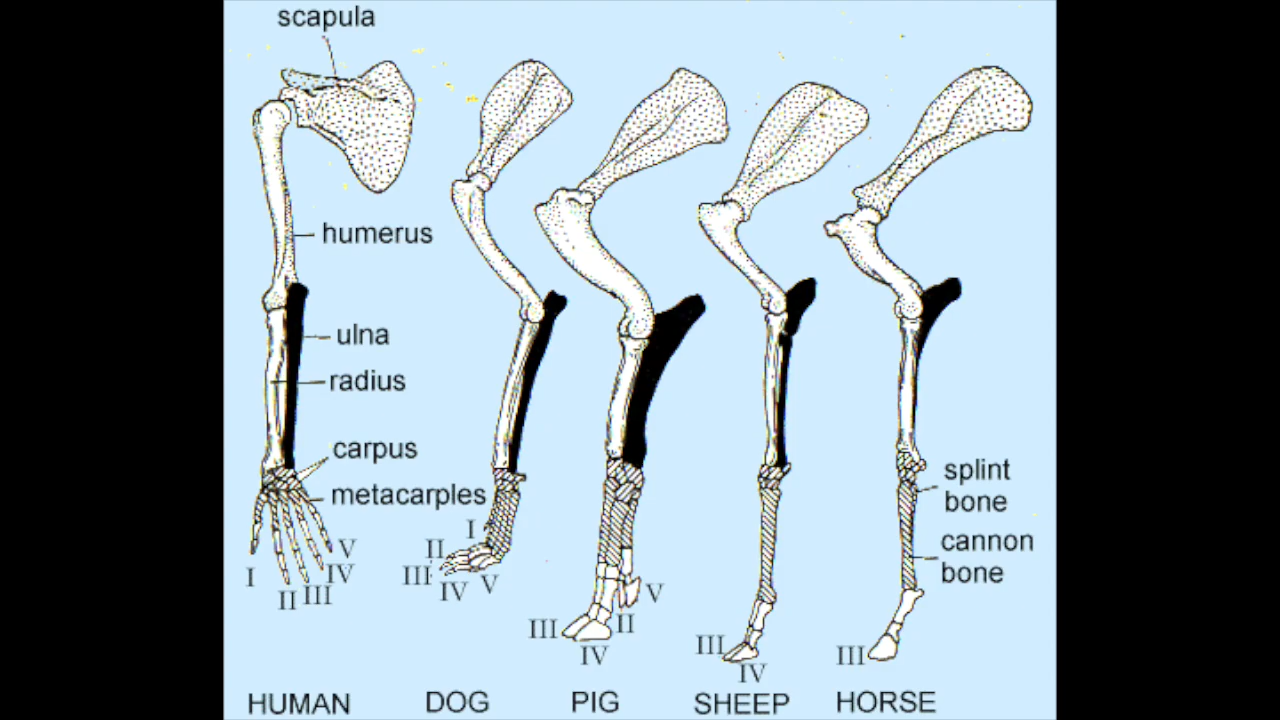 scapula
humerus
ulna
radius
carpus
metacarples
splint
bone
cannon
bone
I
II
III
IV
V
I
II
III
IV
V
III
IV
II
V
III
IV
III
HUMAN
DOG
PIG
SHEEP
HORSE